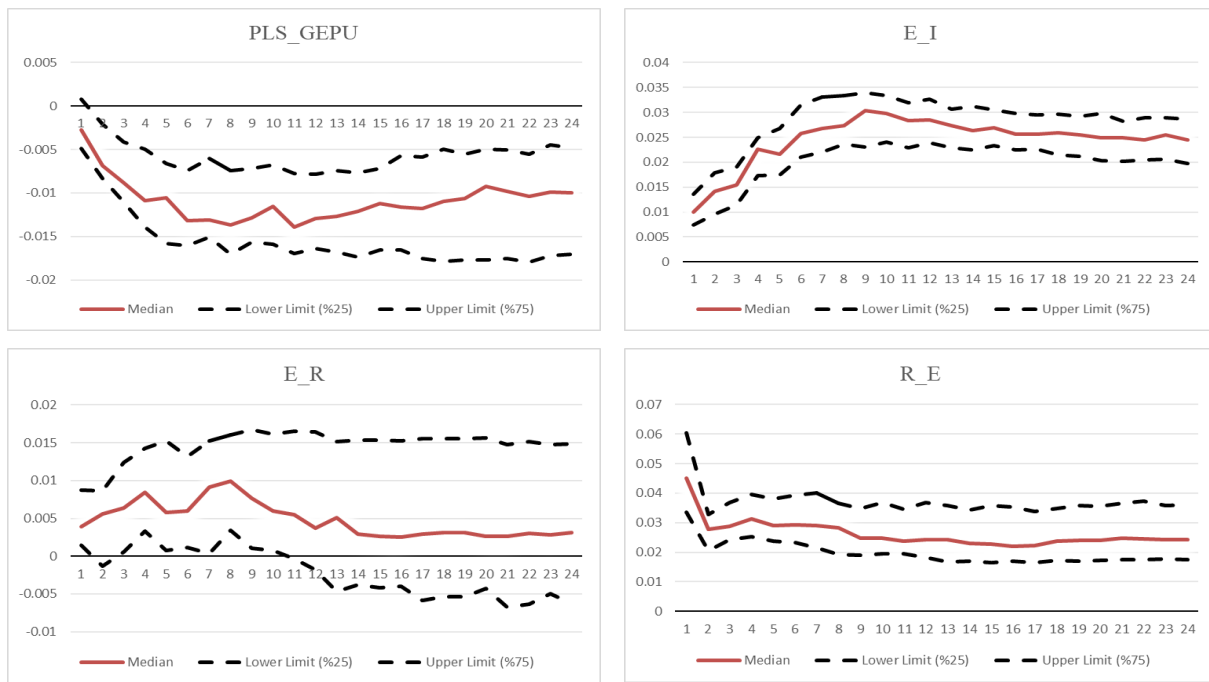 PLS_GEPU
0.005
0
-0.005
-0.01
-0.015
-0.02
1 2 3 4 5 6 7 8 9 10 11 12 13 14 15 16 17 18 19 20 21 22 23 24
Median Lower Limit (%25) Upper Limit (%75)
E_I
0.04
0.035
0.03
0.025
0.02
0.015
0.01
0.005
0
1 2 3 4 5 6 7 8 9 10 11 12 13 14 15 16 17 18 19 20 21 22 23 24
Median Lower Limit (%25) Upper Limit (%75)
E_R
0.02
0.015
0.01
0.005
0
-0.005
-0.01
1 2 3 4 5 6 7 8 9 10 11 12 13 14 15 16 17 18 19 20 21 22 23 24
Median Lower Limit (%25) Upper Limit (%75)
R_E
0.07
0.06
0.05
0.04
0.03
0.02
0.01
0
1 2 3 4 5 6 7 8 9 10 11 12 13 14 15 16 17 18 19 20 21 22 23 24
Median Lower Limit (%25) Upper Limit (%75)